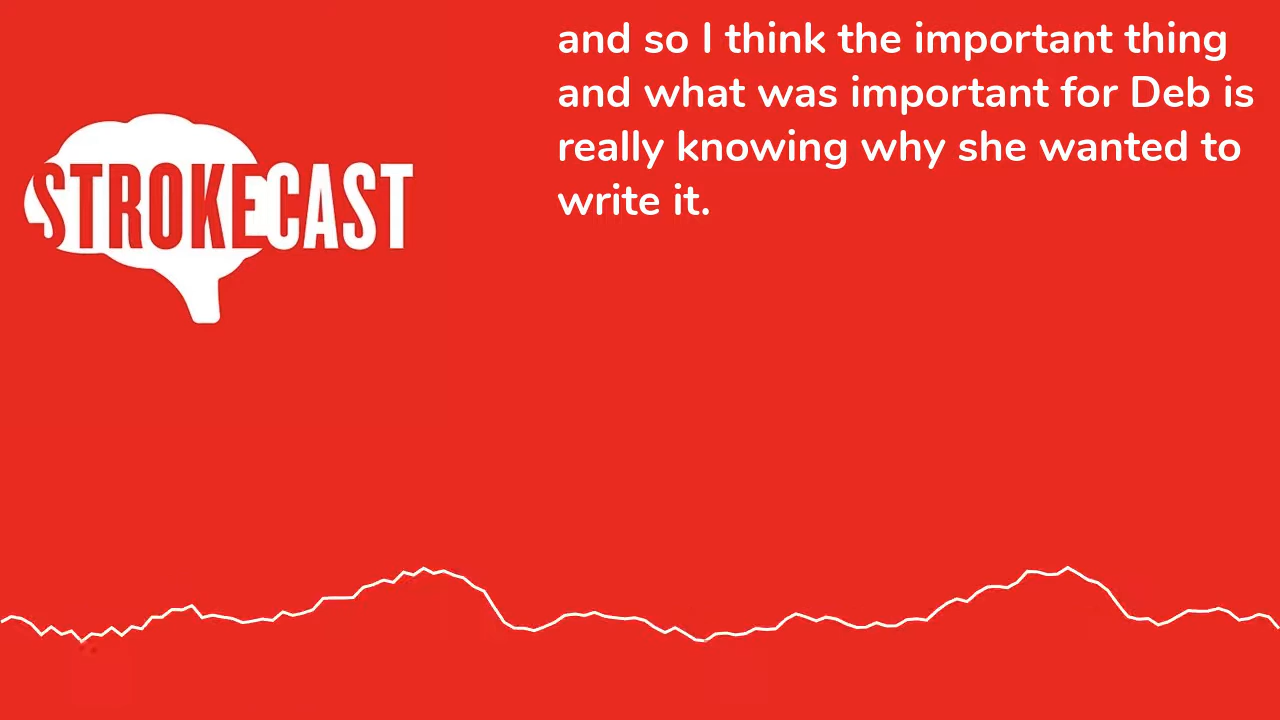 STROKECAST
and so I think the important thing
and what was important for Deb is
really knowing why she wanted to
write it.